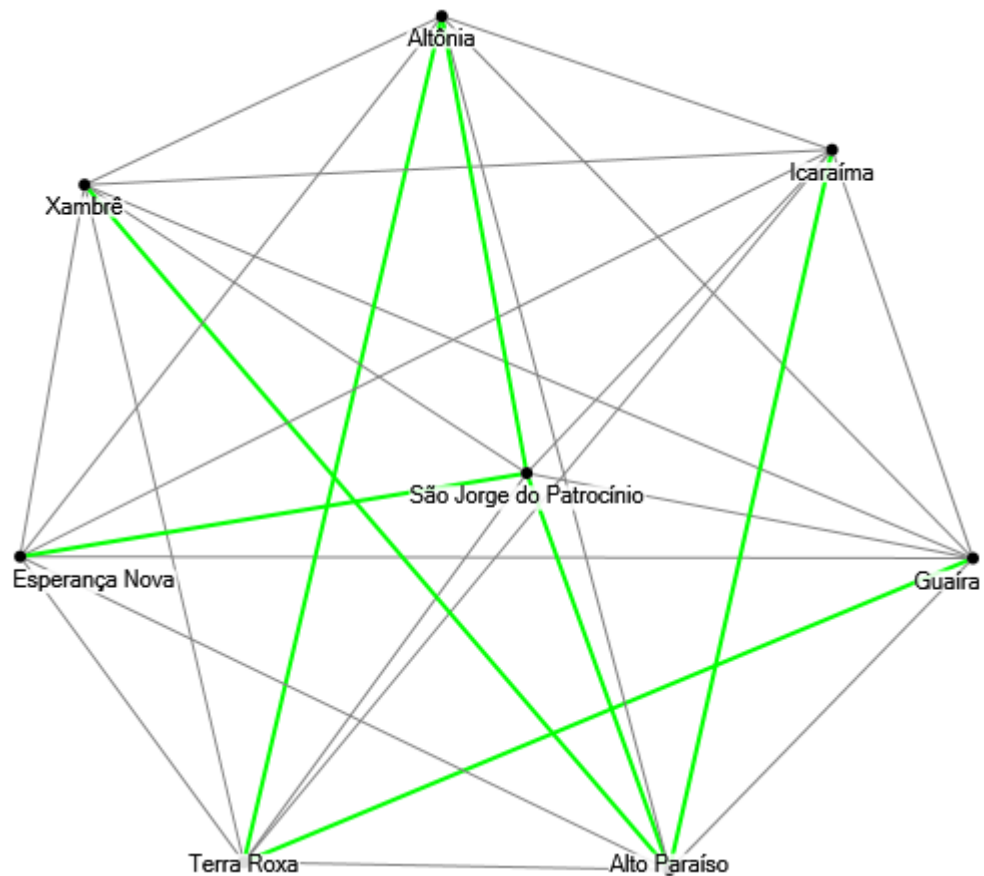 Altônia
Icaraíma
Xambrê
São Jorge do Patrocínio
Esperança Nova
Guaíra
Terra Roxa
Alto Paraíso